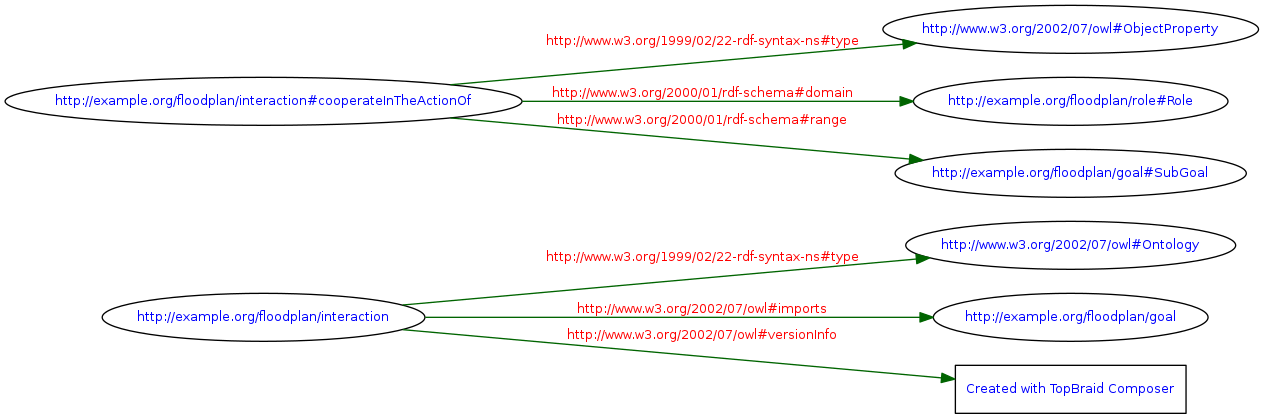 http://www.w3.org/1999/02/22-rdf-syntax-ns#type
http://www.w3.org/2002/07/owl#ObjectProperty
http://example.org/floodplan/interaction#cooperateInTheActionOf
http://www.w3.org/2000/01/rdf-schema#domain
http://example.org/floodplan/role#Role
http://www.w3.org/2000/01/rdf-schema#range
http://example.org/floodplan/goal#SubGoal
http://www.w3.org/1999/02/22-rdf-syntax-ns#type
http://www.w3.org/2002/07/owl#Ontology
http://example.org/floodplan/interaction
http://www.w3.org/2002/07/owl#imports
http://example.org/floodplan/goal
http://www.w3.org/2002/07/owl#versionInfo
Created with TopBraid Composer